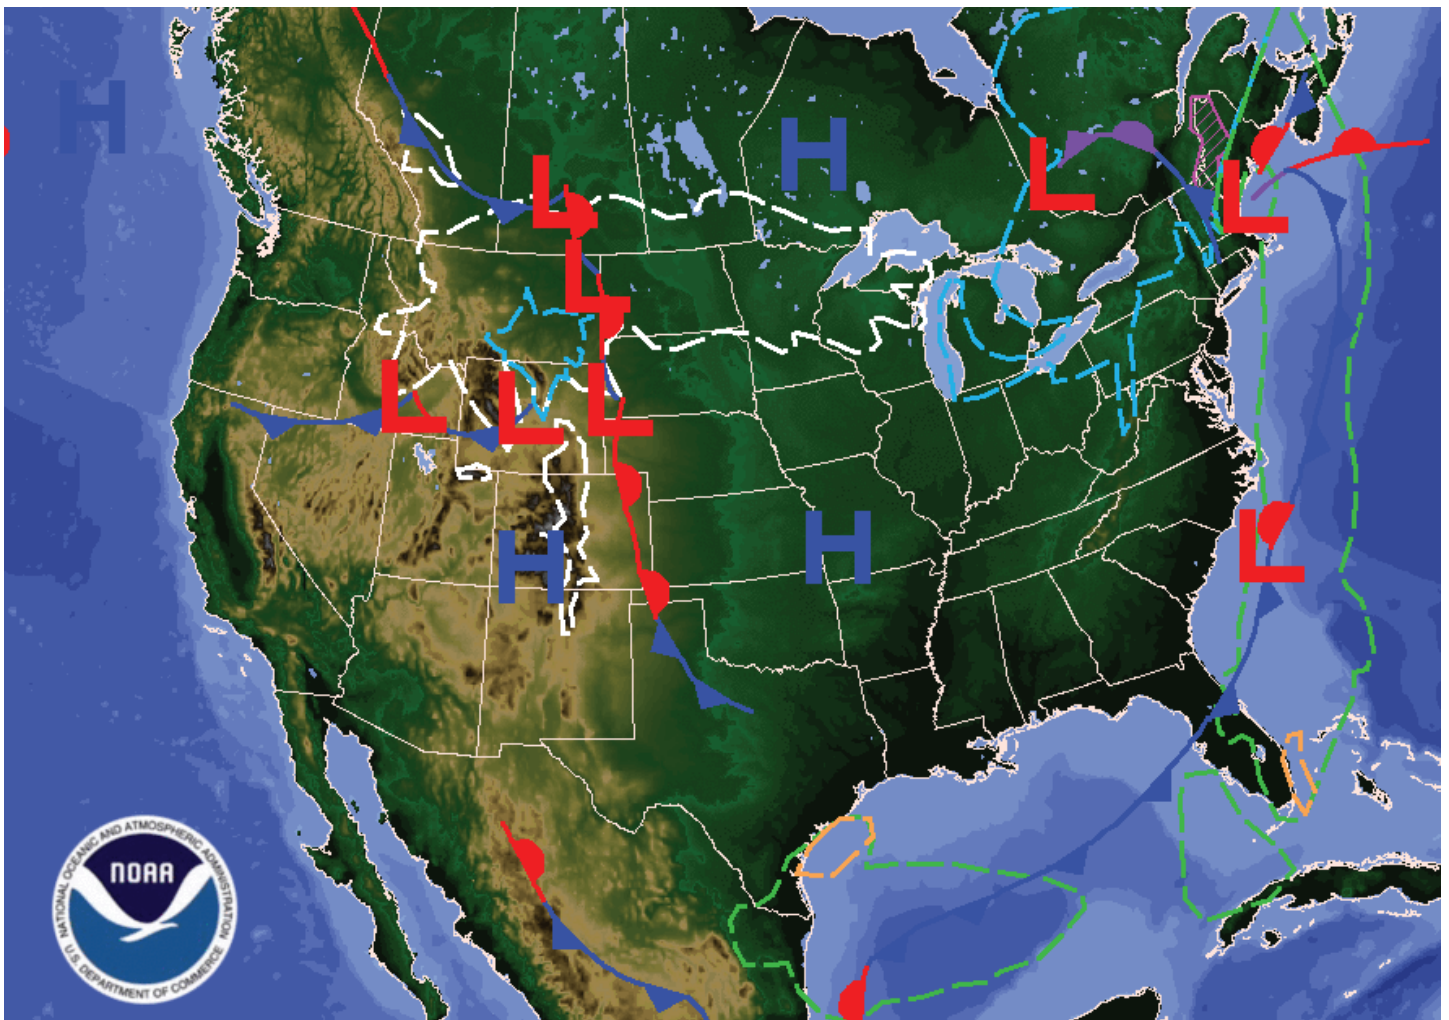 H
H
L
L
L
L
L
L
L
H
H
L
NOAA
NATIONAL OCEANIC AND ATMOSPHERIC ADMINISTRATION
U.S. DEPARTMENT OF COMMERCE